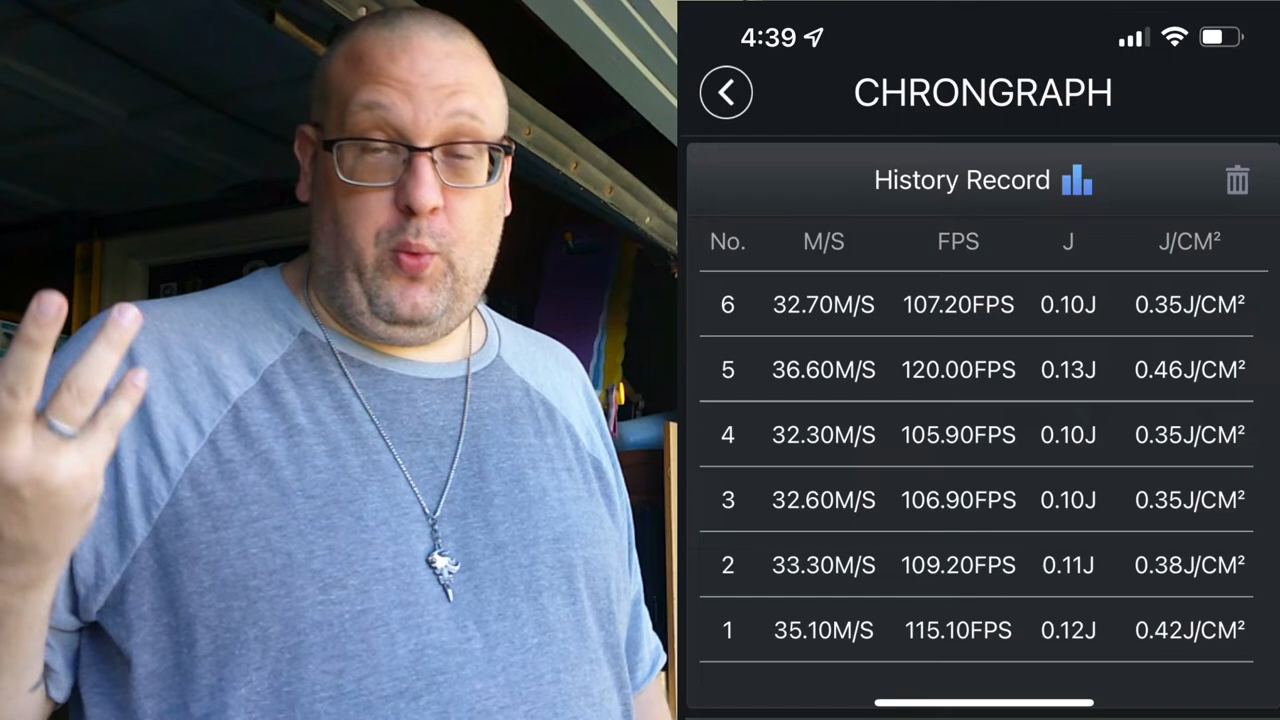 4:39
CHRONGRAPH
History Record
No. M/S FPS J J/CM²
6 32.70M/S 107.20FPS 0.10J 0.35J/CM²
5 36.60M/S 120.00FPS 0.13J 0.46J/CM²
4 32.30M/S 105.90FPS 0.10J 0.35J/CM²
3 32.60M/S 106.90FPS 0.10J 0.35J/CM²
2 33.30M/S 109.20FPS 0.11J 0.38J/CM²
1 35.10M/S 115.10FPS 0.12J 0.42J/CM²